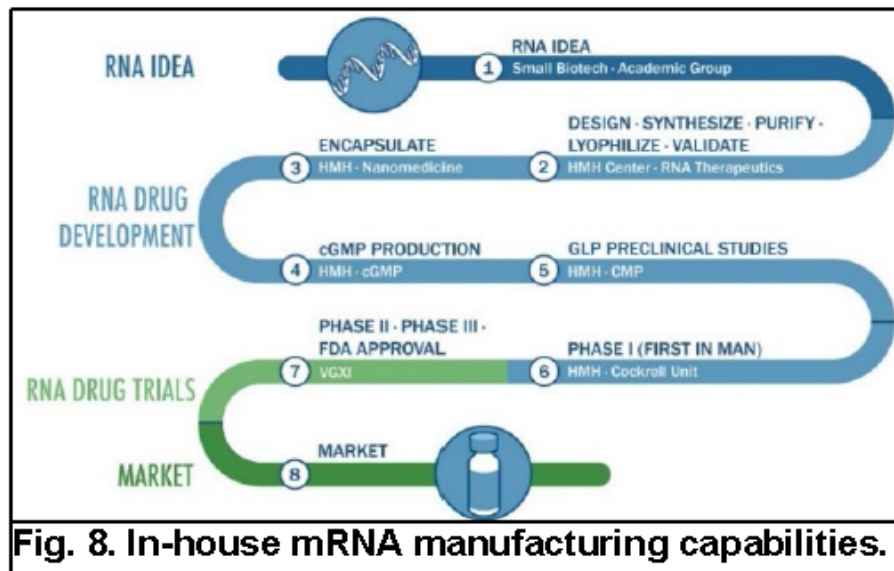 RNA IDEA
1
RNA IDEA
Small Biotech · Academic Group
DESIGN · SYNTHESIZE · PURIFY ·
LYOPHILIZE · VALIDATE
2
HMH Center · RNA Therapeutics
ENCAPSULATE
3
HMH · Nanomedicine
RNA DRUG
DEVELOPMENT
cGMP PRODUCTION
4
HMH · cGMP
GLP PRECLINICAL STUDIES
5
HMH · CMP
PHASE I (FIRST IN MAN)
6
HMH · Cockrell Unit
PHASE II · PHASE III ·
FDA APPROVAL
7
VGXI
RNA DRUG TRIALS
MARKET
8
MARKET
Fig. 8. In-house mRNA manufacturing capabilities.